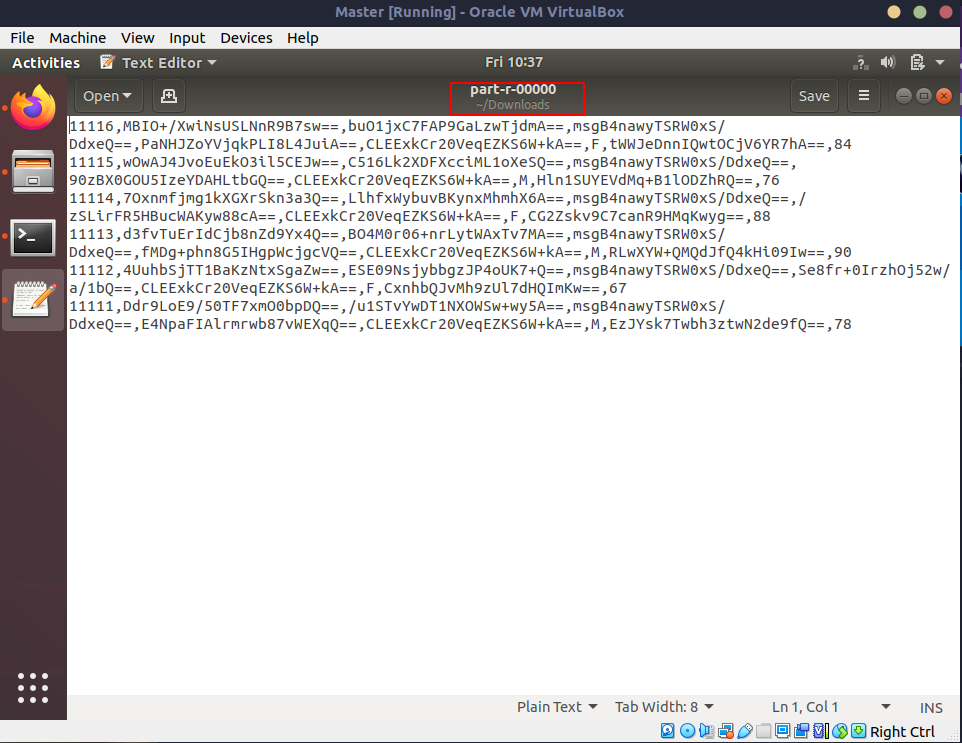 Master [Running] - Oracle VM VirtualBox
File Machine View Input Devices Help
Activities Text Editor Fri 10:37
Open part-r-00000 Save
~/Downloads
11116,MBIO+/XwiNsUSLNnR9B7sw==,buO1jxC7FAP9GaLzwTjdmA==,msgB4nawyTSRW0xS/
DdxeQ==,PaNHJZoYVjqkPLI8L4JuiA==,CLEExkCr20VeqEZKS6W+kA==,F,tWWJeDnnIQwtOCjV6YR7hA==,84
11115,wOwAJ4JvoEuEkO3il5CEJw==,C516Lk2XDFXcciML1oXeSQ==,msgB4nawyTSRW0xS/DdxeQ==,
90zBX0GOU5IzeYDAHLtbGQ==,CLEExkCr20VeqEZKS6W+kA==,M,Hln1SUYEVdMq+B1lODZhRQ==,76
11114,7Oxnmfjmg1kXGXrSkn3a3Q==,LlhfxWybuvBKynxMhmhX6A==,msgB4nawyTSRW0xS/DdxeQ==,/
zSLirFR5HBucWAKyw88cA==,CLEExkCr20VeqEZKS6W+kA==,F,CG2Zskv9C7canR9HMqKwyg==,88
11113,d3fvTuErIdCjb8nZd9Yx4Q==,BO4M0r06+nrLytWAxTv7MA==,msgB4nawyTSRW0xS/
DdxeQ==,fMDg+phn8G5IHgpWcjgcVQ==,CLEExkCr20VeqEZKS6W+kA==,M,RLwXYW+QMQdJfQ4kHi09Iw==,90
11112,4UuhbSjTT1BaKzNtxSgaZw==,ESE09NsjybbgzJP4oUK7+Q==,msgB4nawyTSRW0xS/DdxeQ==,Se8fr+0IrzhOj52w/
a/1bQ==,CLEExkCr20VeqEZKS6W+kA==,F,CxnhbQJvMh9zUl7dHQImKw==,67
11111,Ddr9LoE9/50TF7xmO0bpDQ==,/u1STvYwDT1NXOWSw+wy5A==,msgB4nawyTSRW0xS/
DdxeQ==,E4NpaFIAlrmrwb87vWEXqQ==,CLEExkCr20VeqEZKS6W+kA==,M,EzJYsk7Twbh3ztwN2de9fQ==,78
Plain Text Tab Width: 8 Ln 1, Col 1 INS
Right Ctrl